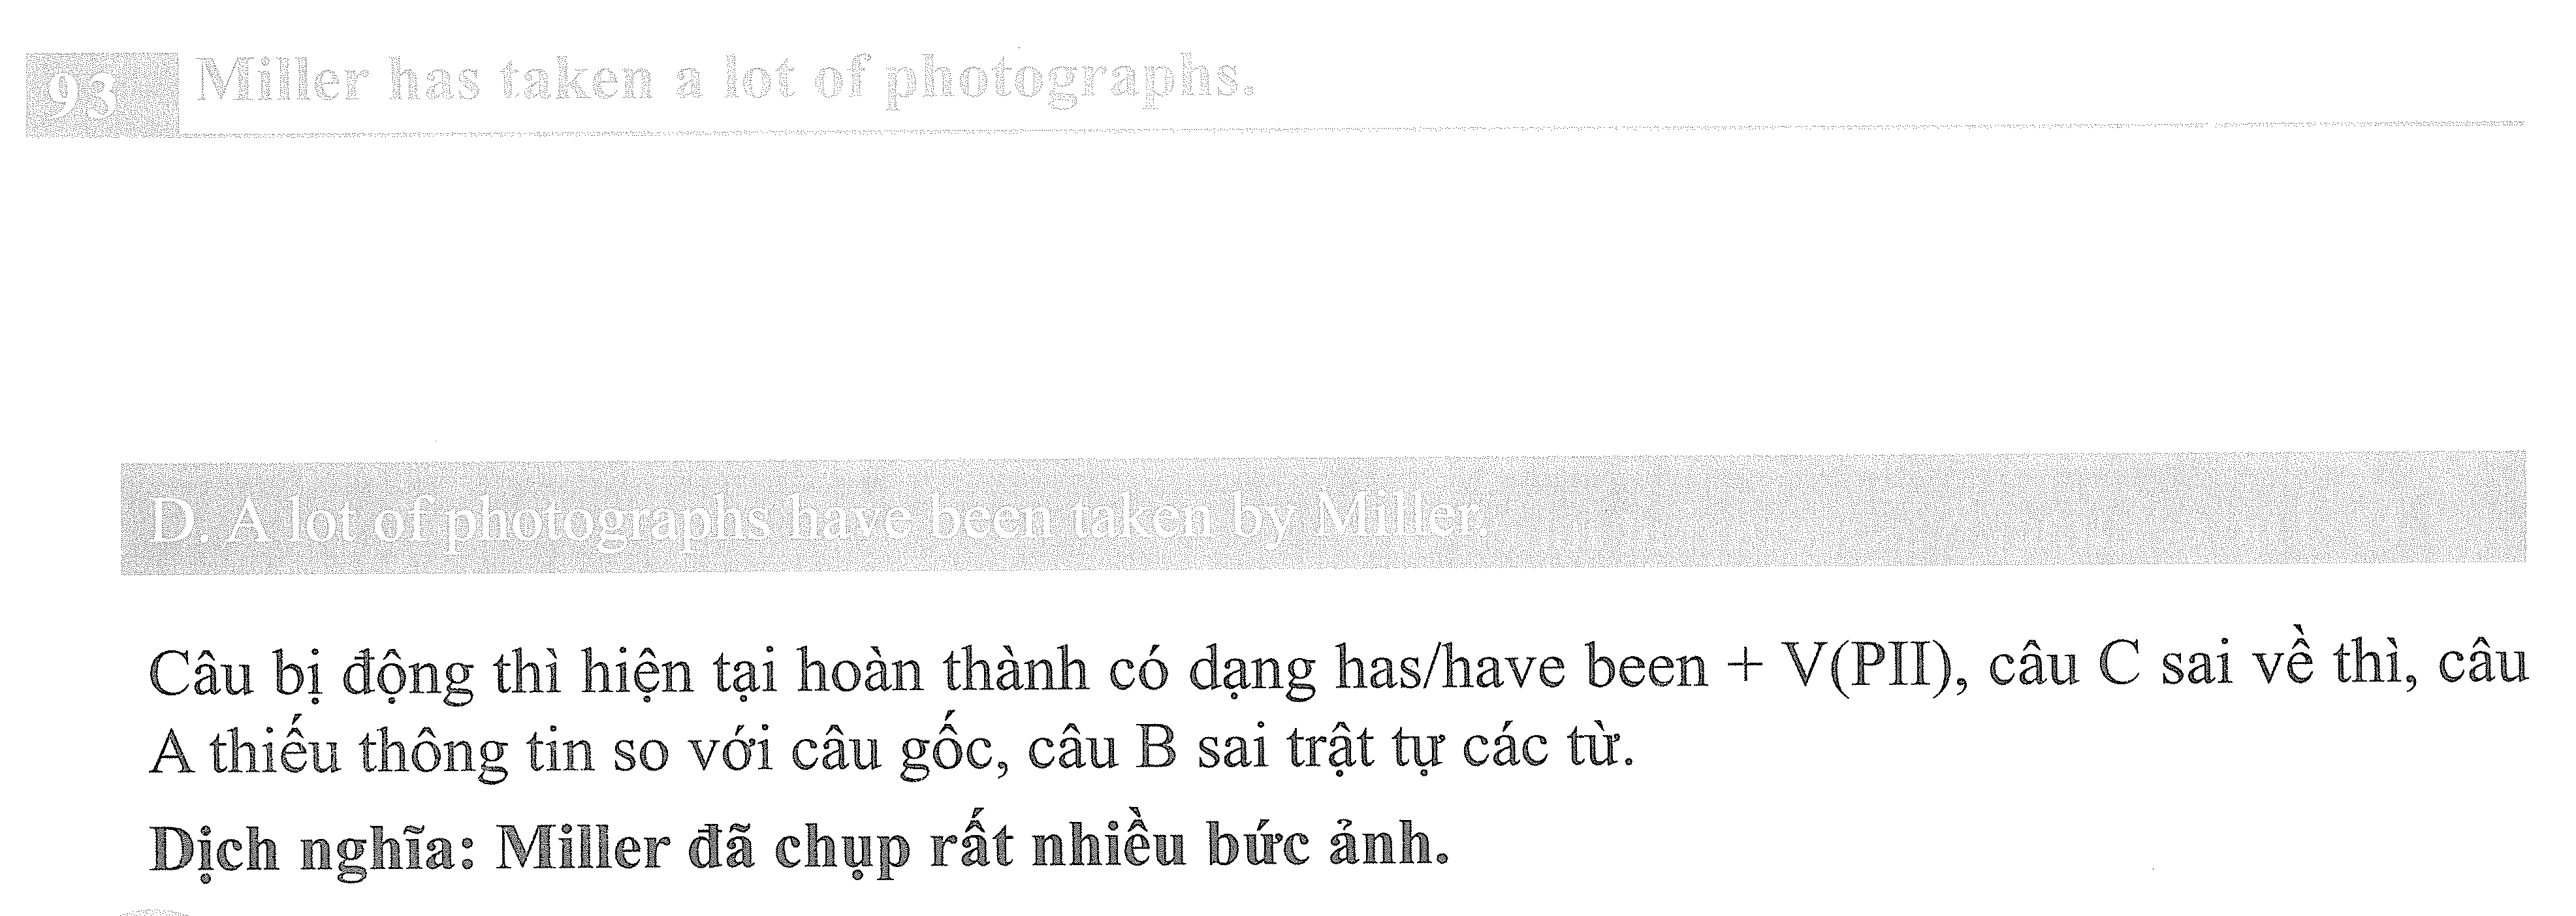 93 Miller has taken a lot of photographs.
D. A lot of photographs have been taken by Miller.
Câu bị động thì hiện tại hoàn thành có dạng has/have been + V(PII), câu C sai về thì, câu
A thiếu thông tin so với câu gốc, câu B sai trật tự các từ.
Dịch nghĩa: Miller đã chụp rất nhiều bức ảnh.